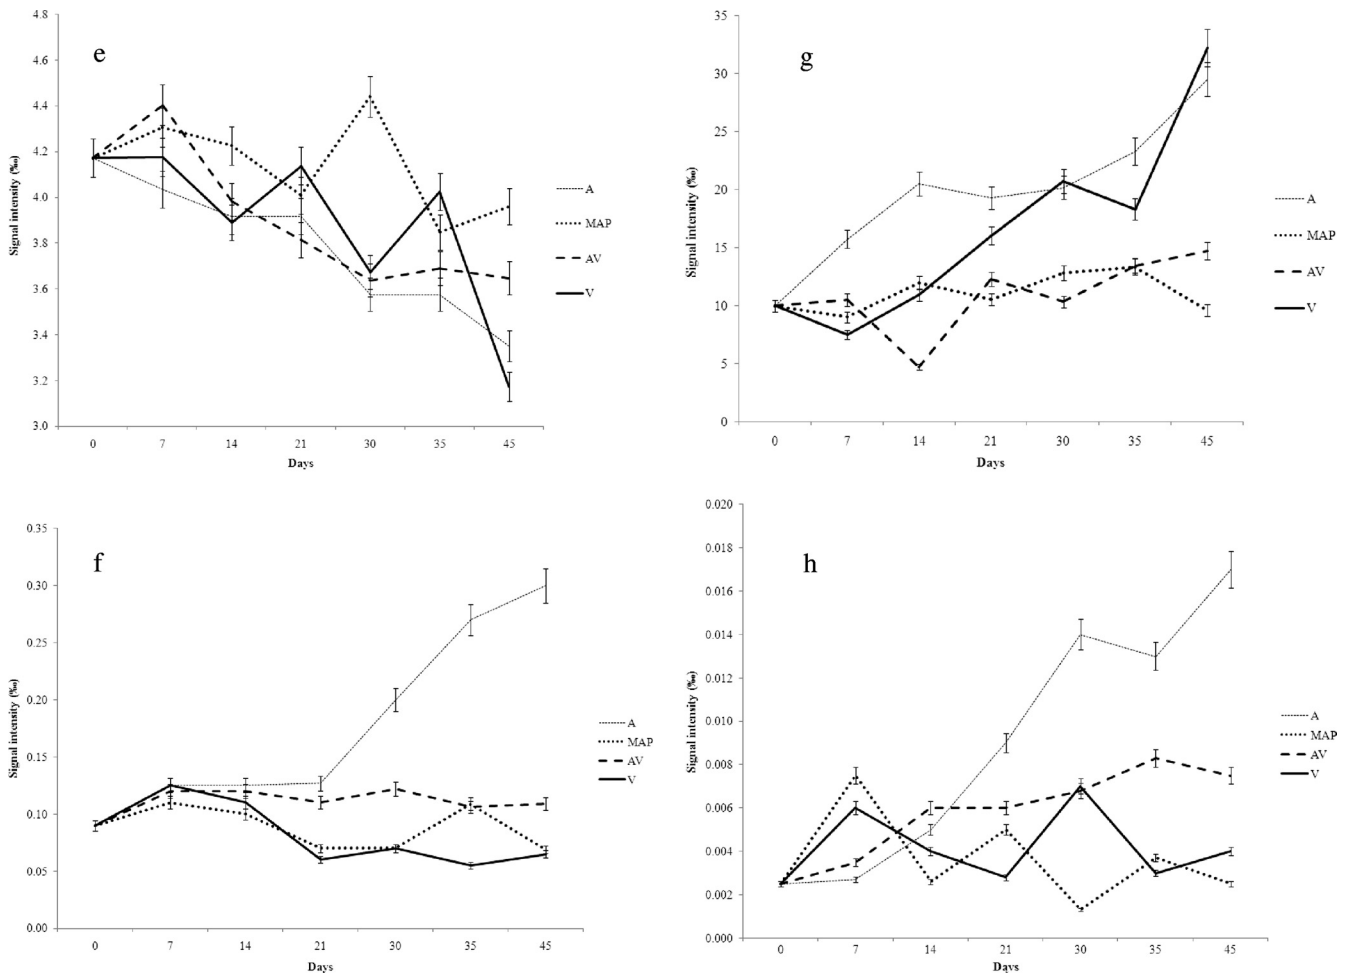 e
Signal intensity (‰)
4.8
4.6
4.4
4.2
4.0
3.8
3.6
3.4
3.2
3.0
0 7 14 21 30 35 45
Days
A
MAP
AV
V
g
Signal intensity (‰)
35
30
25
20
15
10
5
0
0 7 14 21 30 35 45
Days
A
MAP
AV
V
f
Signal intensity (‰)
0.35
0.30
0.25
0.20
0.15
0.10
0.05
0.00
0 7 14 21 30 35 45
Days
A
MAP
AV
V
h
Signal intensity (‰)
0.020
0.018
0.016
0.014
0.012
0.010
0.008
0.006
0.004
0.002
0.000
0 7 14 21 30 35 45
Days
A
MAP
AV
V